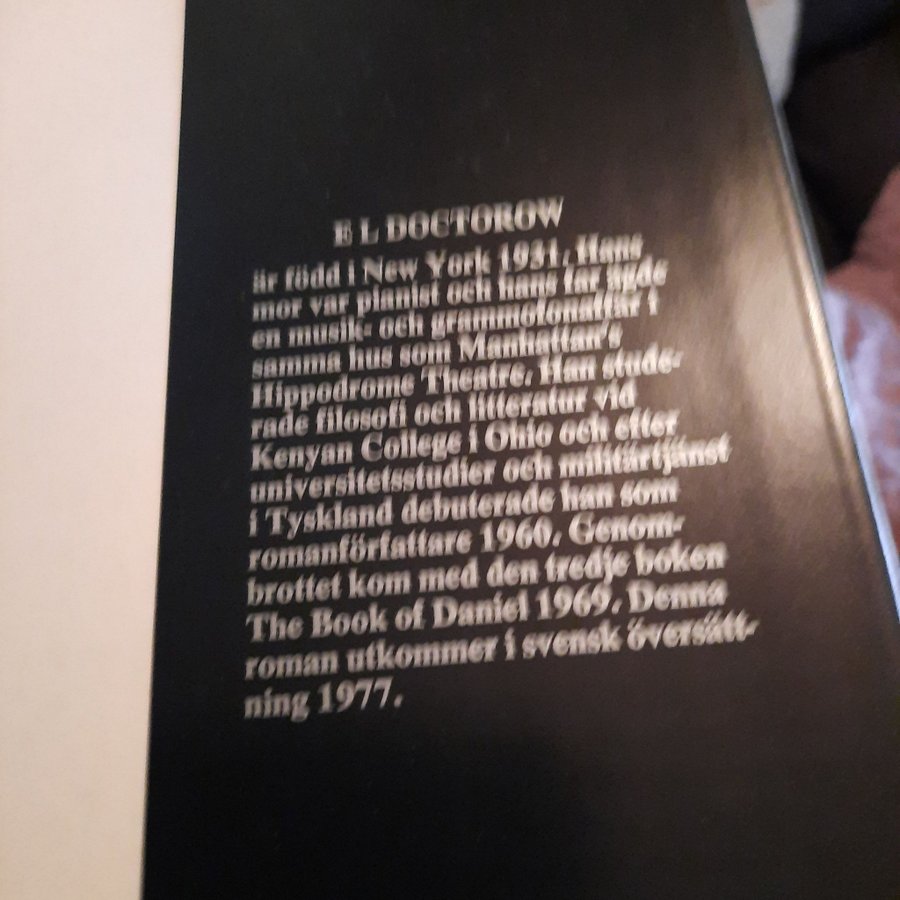 E L DOCTOROW
är född i New York 1931. Hans
mor var pianist och hans far ägde
en musik- och grammofonaffär i
samma hus som Manhattan's
Hippodrome Theatre. Han stude-
rade filosofi och litteratur vid
Kenyan College i Ohio och efter
universitetsstudier och militärtjänst
i Tyskland debuterade han som
romanförfattare 1960. Genom-
brottet kom med den tredje boken
The Book of Daniel 1969. Denna
roman utkommer i svensk översätt-
ning 1977.